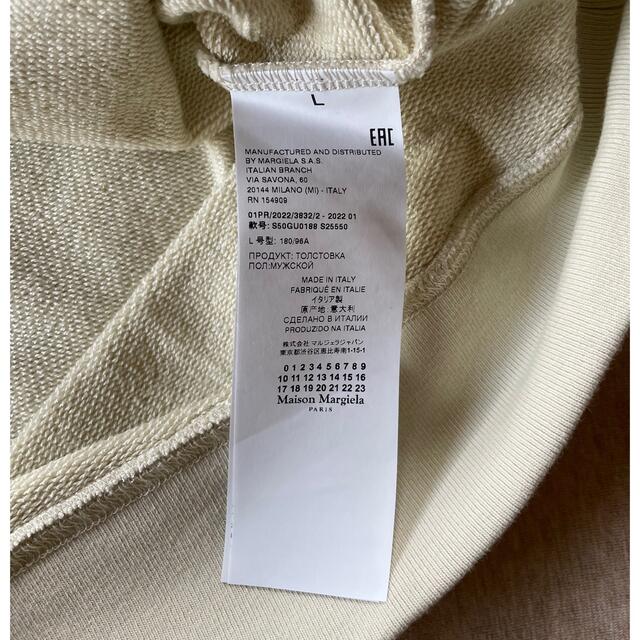 L
EAC
MANUFACTURED AND DISTRIBUTED
BY MARGIELA S.A.S.
ITALIAN BRANCH
VIA SAVONA, 60
20144 MILANO (MI) - ITALY
RN 154909
01PR/2022/3832/2 - 2022 01
款号: S50GU0188 S25550
L 号型: 180/96A
ПРОДУКТ: ТОЛСТОВКА
ПОЛ:МУЖСКОЙ
MADE IN ITALY
FABRIQUÉ EN ITALIE
イタリア製
原产地: 意大利
СДЕЛАНО В ИТАЛИИ
PRODUZIDO NA ITALIA
株式会社 マルジェラジャパン
東京都渋谷区恵比寿南1-15-1
0 1 2 3 4 5 6 7 8 9
10 11 12 13 14 15 16
17 18 19 20 21 22 23
Maison Margiela
PARIS